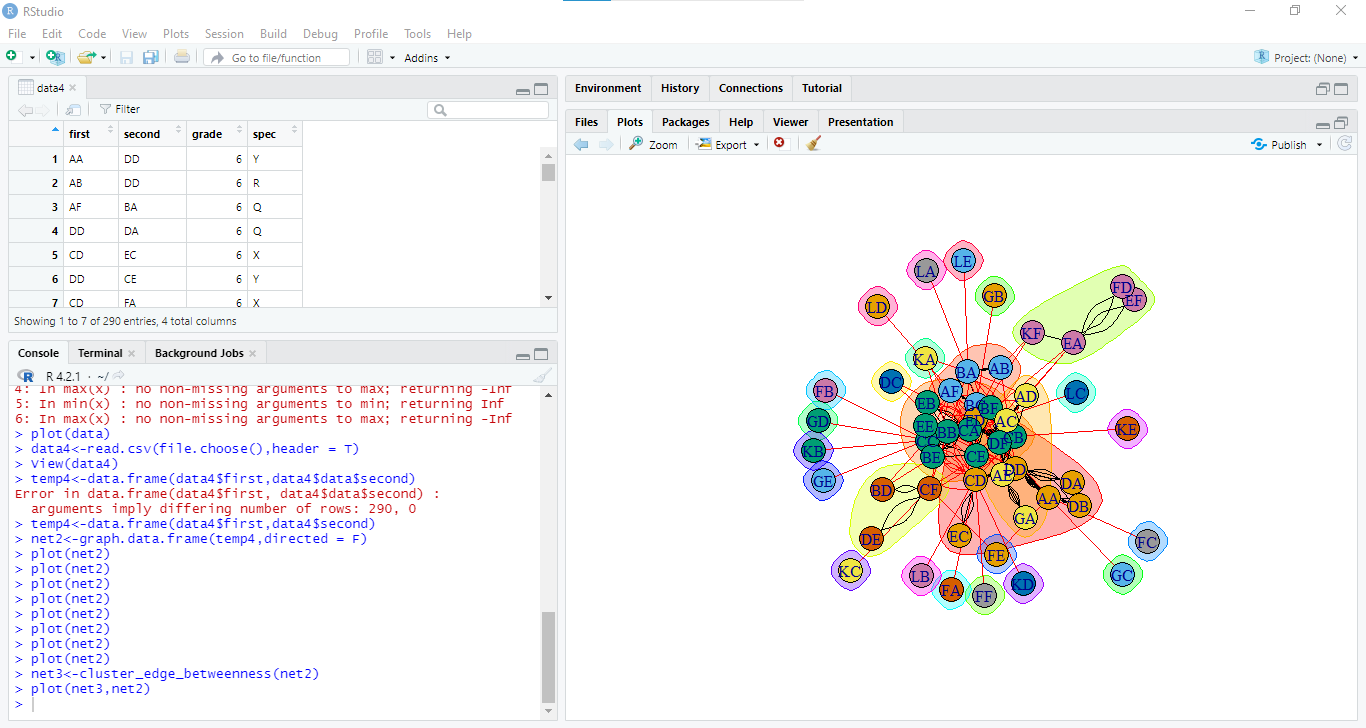 RStudio
File Edit Code View Plots Session Build Debug Profile Tools Help
Go to file/function Addins Project: (None)
data4
Filter
first second grade spec
1 AA DD 6 Y
2 AB DD 6 R
3 AF BA 6 Q
4 DD DA 6 Q
5 CD EC 6 X
6 DD CE 6 Y
7 CD FA 6 X
Showing 1 to 7 of 290 entries, 4 total columns
Console Terminal Background Jobs
R 4.2.1 · ~/
4: In max(x) : no non-missing arguments to max; returning -Inf
5: In min(x) : no non-missing arguments to min; returning Inf
6: In max(x) : no non-missing arguments to max; returning -Inf
> plot(data)
> data4<-read.csv(file.choose(),header = T)
> View(data4)
> temp4<-data.frame(data4$first,data4$data$second)
Error in data.frame(data4$first, data4$data$second) :
arguments imply differing number of rows: 290, 0
> temp4<-data.frame(data4$first,data4$second)
> net2<-graph.data.frame(temp4,directed = F)
> plot(net2)
> plot(net2)
> plot(net2)
> plot(net2)
> plot(net2)
> plot(net2)
> plot(net2)
> plot(net2)
> net3<-cluster_edge_betweenness(net2)
> plot(net3,net2)
>
Environment History Connections Tutorial
Files Plots Packages Help Viewer Presentation
Zoom Export Publish
LE
LA
FD
EF
GB
LD
KF
EA
KA
BA
AB
DC
FB
AF
LC
AD
EB
BF
GD
AC
EE
KE
BB
CA
CB
KB
CC
DF
BE
CE
DD
GE
CD
AE
DA
BD
CF
AA
DB
GA
EC
DE
FC
FE
KC
LB
GC
KD
FA
FF